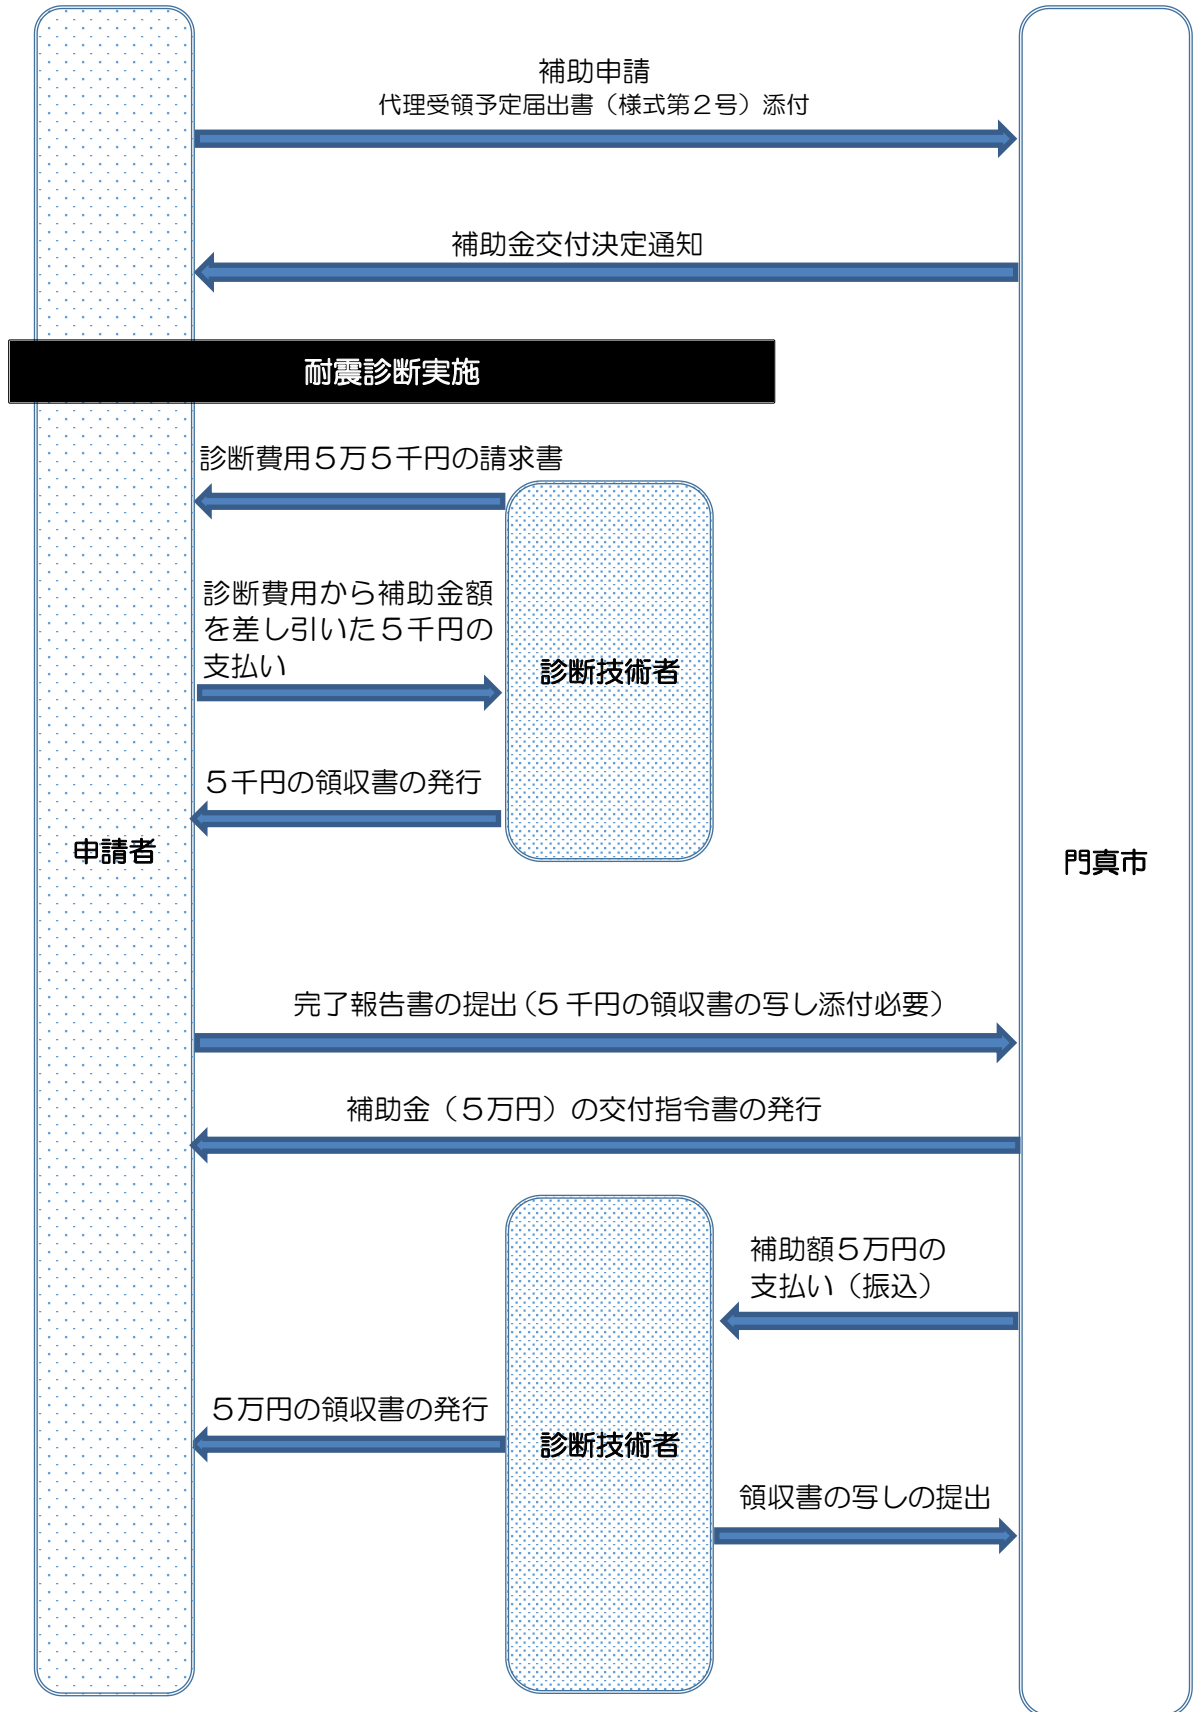 補助申請
代理受領予定届出書（様式第２号）添付
補助金交付決定通知
耐震診断実施
診断費用５万５千円の請求書
診断費用から補助金額
を差し引いた５千円の
支払い
診断技術者
５千円の領収書の発行
申請者
門真市
完了報告書の提出（５千円の領収書の写し添付必要）
補助金（５万円）の交付指令書の発行
補助額５万円の
支払い（振込）
５万円の領収書の発行
診断技術者
領収書の写しの提出